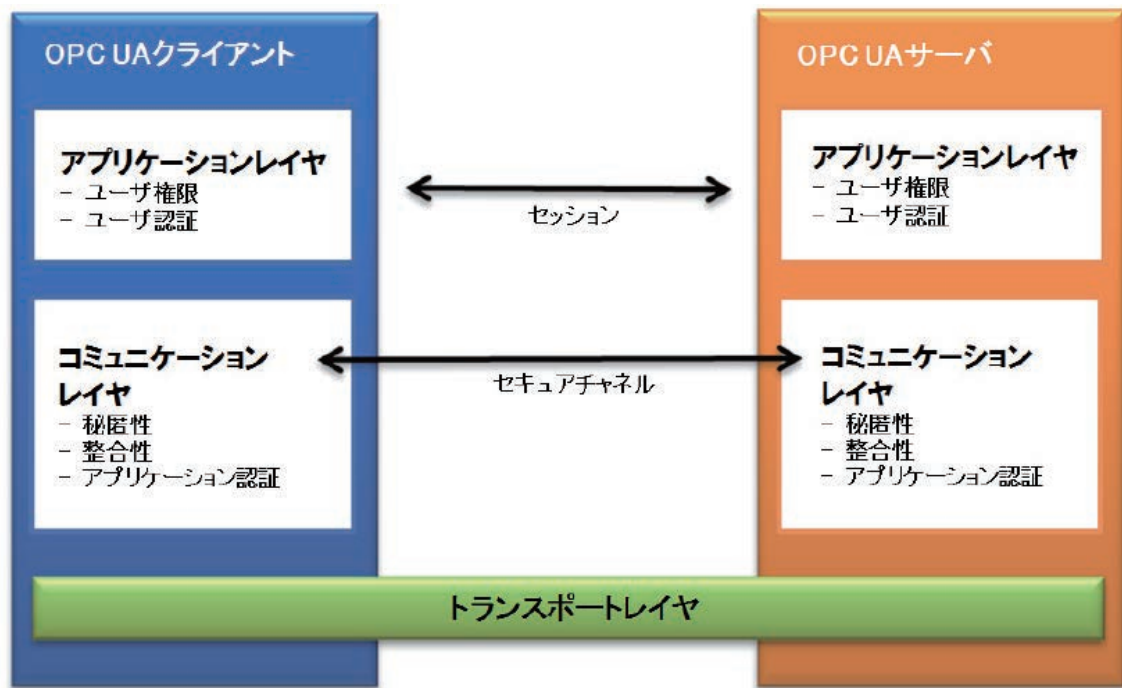 OPC UAクライアント
アプリケーションレイヤ
- ユーザ権限
- ユーザ認証
コミュニケーション
レイヤ
- 秘匿性
- 整合性
- アプリケーション認証
セッション
セキュアチャネル
OPC UAサーバ
アプリケーションレイヤ
- ユーザ権限
- ユーザ認証
コミュニケーション
レイヤ
- 秘匿性
- 整合性
- アプリケーション認証
トランスポートレイヤ